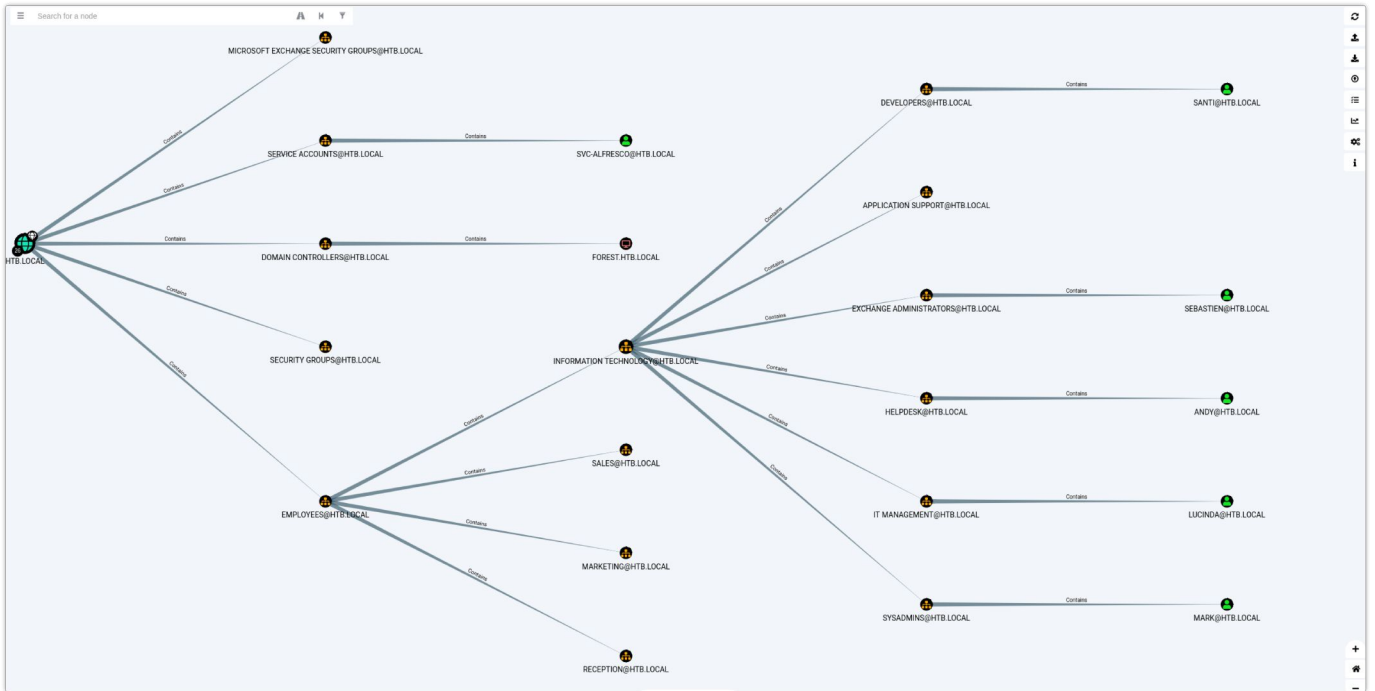 Search for a node
MICROSOFT EXCHANGE SECURITY GROUPS@HTB.LOCAL
Contains
DEVELOPERS@HTB.LOCAL
Contains
SANTI@HTB.LOCAL
Contains
SERVICE ACCOUNTS@HTB.LOCAL
Contains
SVC-ALFRESCO@HTB.LOCAL
Contains
APPLICATION SUPPORT@HTB.LOCAL
Contains
HTB.LOCAL
Contains
DOMAIN CONTROLLERS@HTB.LOCAL
Contains
FOREST.HTB.LOCAL
Contains
EXCHANGE ADMINISTRATORS@HTB.LOCAL
Contains
SEBASTIEN@HTB.LOCAL
Contains
Contains
SECURITY GROUPS@HTB.LOCAL
INFORMATION TECHNOLOGY@HTB.LOCAL
Contains
Contains
HELPDESK@HTB.LOCAL
Contains
ANDY@HTB.LOCAL
Contains
Contains
SALES@HTB.LOCAL
Contains
Contains
EMPLOYEES@HTB.LOCAL
Contains
IT MANAGEMENT@HTB.LOCAL
Contains
LUCINDA@HTB.LOCAL
Contains
MARKETING@HTB.LOCAL
Contains
SYSADMINS@HTB.LOCAL
Contains
MARK@HTB.LOCAL
RECEPTION@HTB.LOCAL